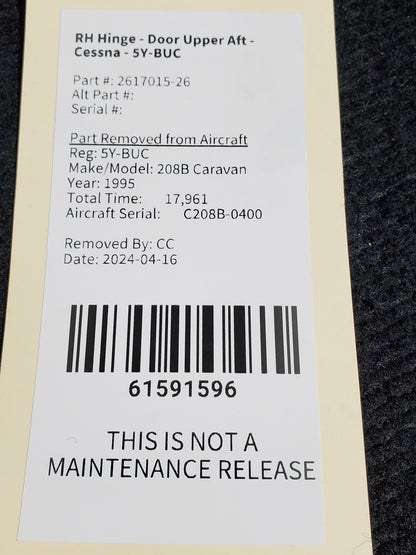 RH Hinge - Door Upper Aft -
Cessna - 5Y-BUC
Part #: 2617015-26
Alt Part #:
Serial #:
Part Removed from Aircraft
Reg: 5Y-BUC
Make/Model: 208B Caravan
Year: 1995
Total Time: 17,961
Aircraft Serial: C208B-0400
Removed By: CC
Date: 2024-04-16
61591596
THIS IS NOT A
MAINTENANCE RELEASE